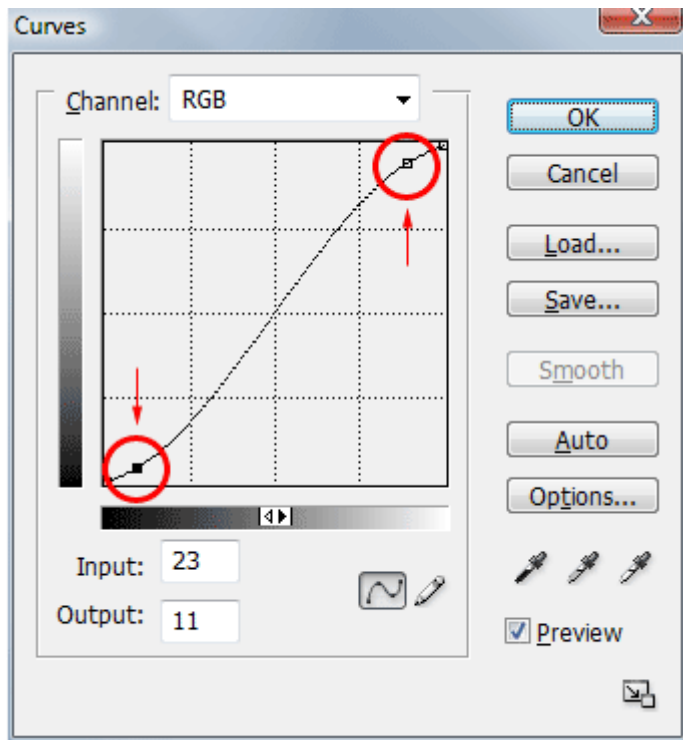 Curves
Channel: RGB
OK
Cancel
Load...
Save...
Smooth
Auto
Options...
Input: 23
Output: 11
Preview